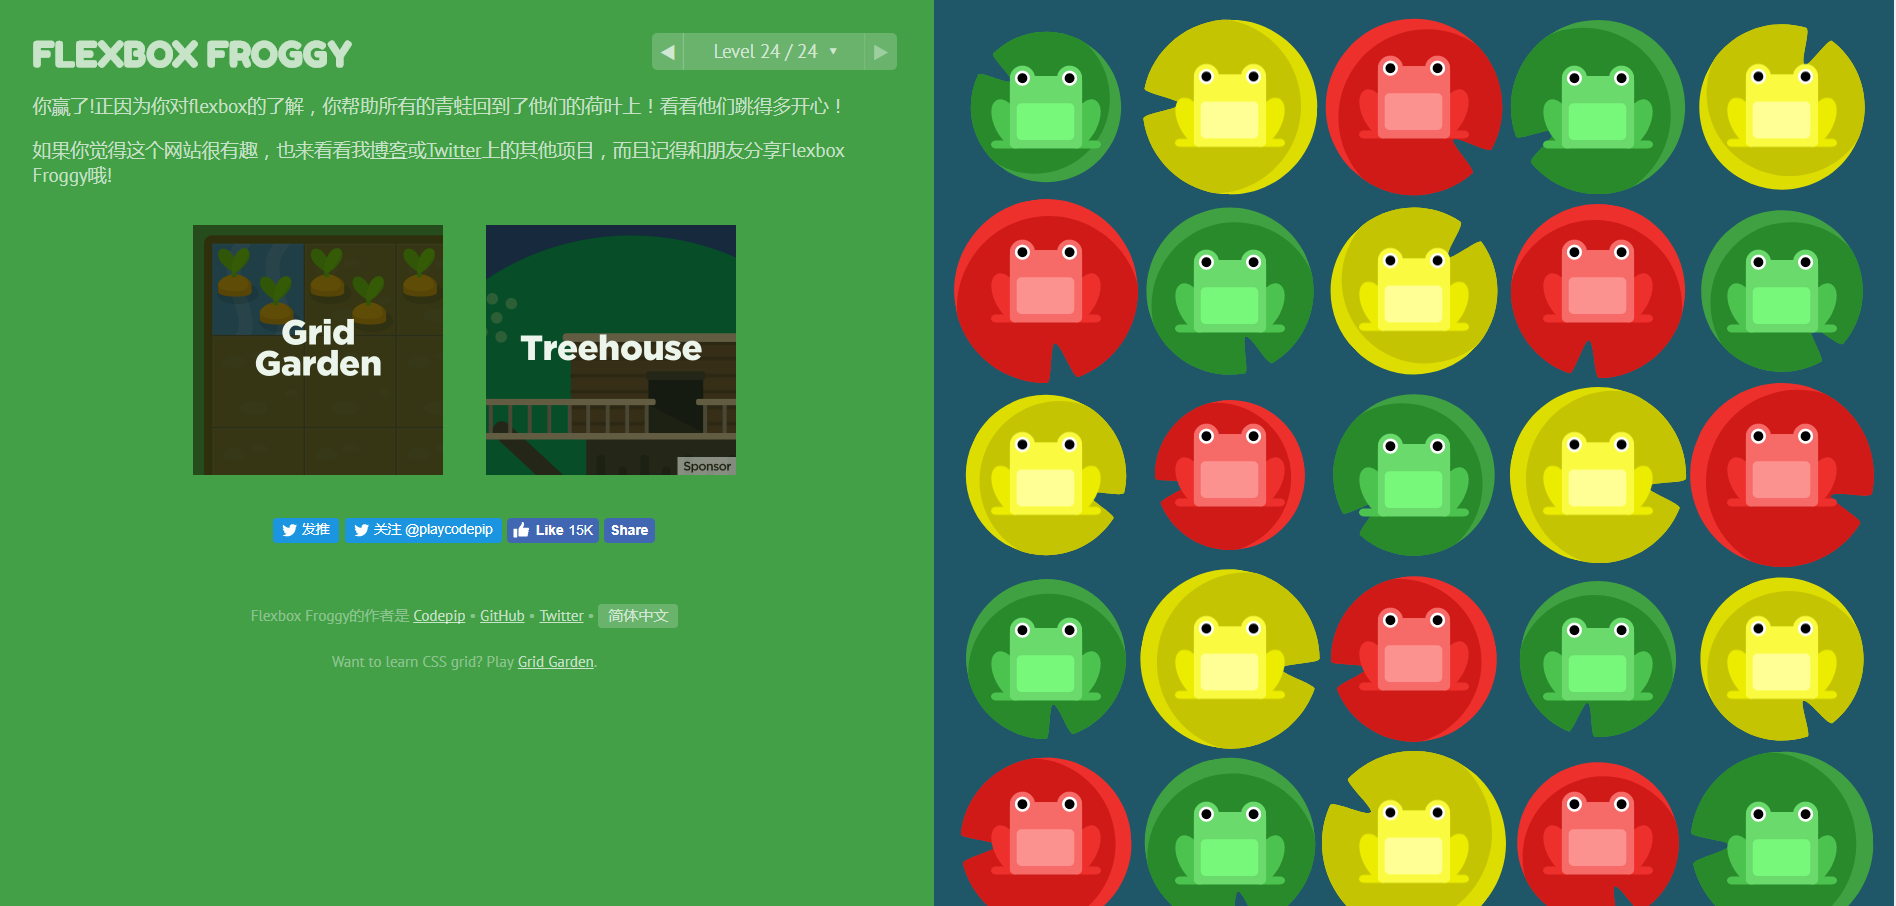 FLEXBOX FROGGY
◀ Level 24 / 24 ▼ ▶
你赢了!正因为你对flexbox的了解，你帮助所有的青蛙回到了他们的荷叶上！看看他们跳得多开心！
如果你觉得这个网站很有趣，也来看看我博客或Twitter上的其他项目，而且记得和朋友分享Flexbox
Froggy哦!
Grid
Garden
Treehouse
Sponsor
发推
关注 @playcodepip
Like 15K
Share
Flexbox Froggy的作者是 Codepip • GitHub • Twitter • 简体中文
Want to learn CSS grid? Play Grid Garden.